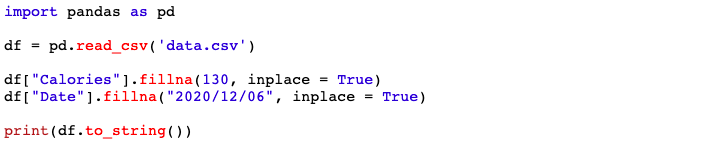 import pandas as pd
df = pd.read_csv('data.csv')
df["Calories"].fillna(130, inplace = True)
df["Date"].fillna("2020/12/06", inplace = True)
print(df.to_string())